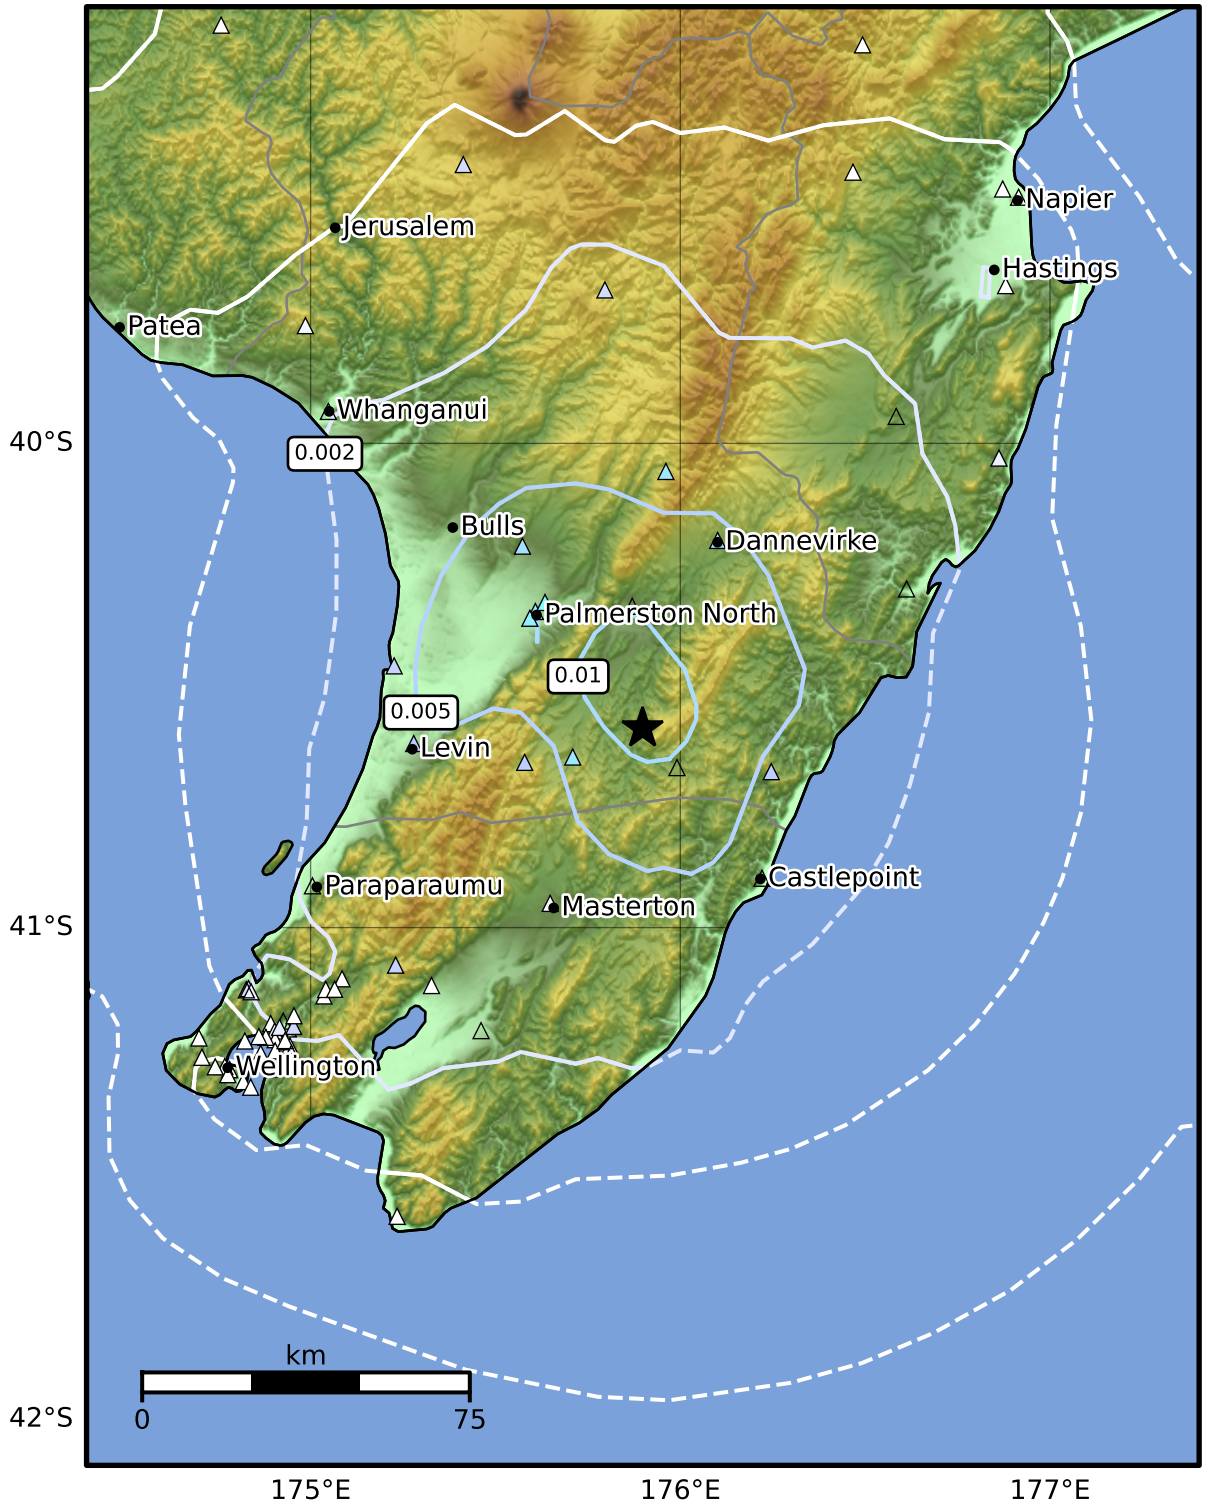 Napier
Jerusalem
Hastings
Patea
Whanganui
40°S
0.002
Bulls
Dannevirke
Palmerston North
0.01
0.005
Levin
Castlepoint
Paraparaumu
Masterton
41°S
Wellington
km
0 75
42°S
175°E 176°E 177°E